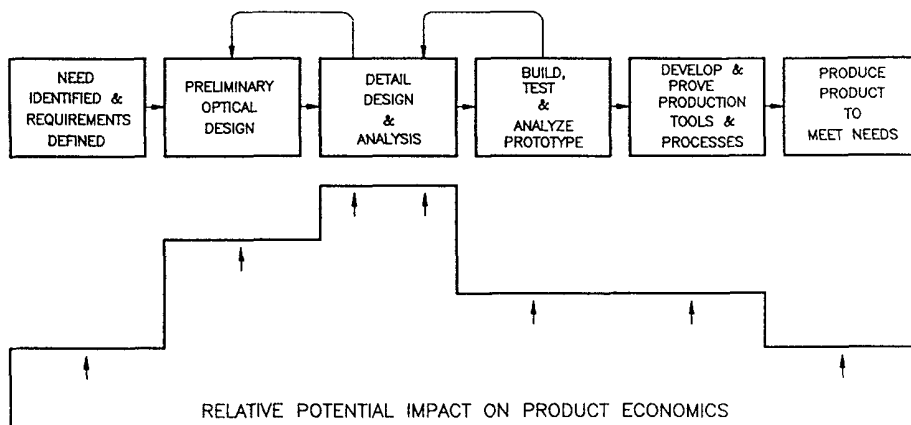 NEED
IDENTIFIED &
REQUIREMENTS
DEFINED
PRELIMINARY
OPTICAL
DESIGN
DETAIL
DESIGN
&
ANALYSIS
BUILD,
TEST
&
ANALYZE
PROTOTYPE
DEVELOP &
PROVE
PRODUCTION
TOOLS &
PROCESSES
PRODUCE
PRODUCT
TO
MEET NEEDS
RELATIVE POTENTIAL IMPACT ON PRODUCT ECONOMICS